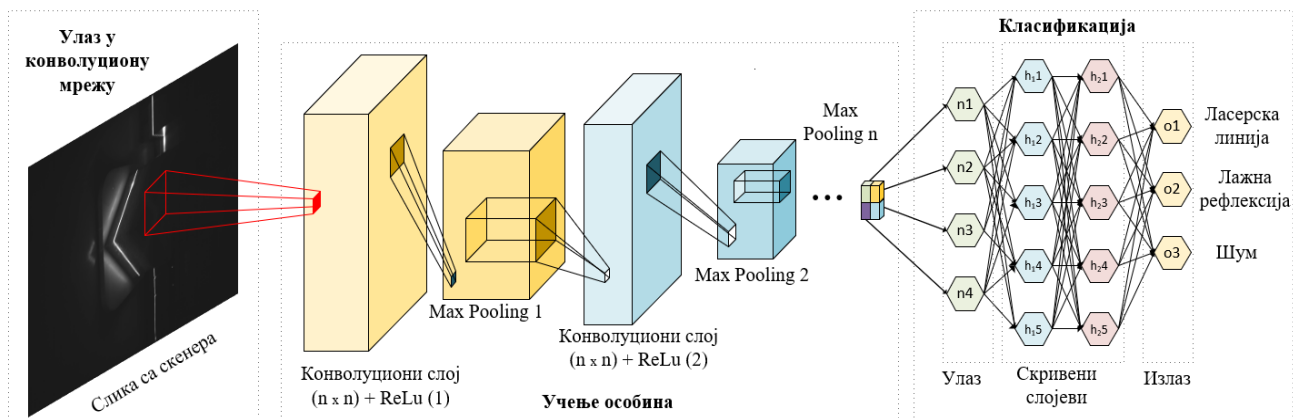 Улаз у
конволуциону
мрежу
Слика са скенера
Конволуциони слој
(n x n) + ReLu (1)
Max Pooling 1
Конволуциони слој
(n x n) + ReLu (2)
Max Pooling 2
Max
Pooling n
Учење особина
Класификација
n1
n2
n3
n4
h₁1
h₁2
h₁3
h₁4
h₁5
h₂1
h₂2
h₂3
h₂4
h₂5
o1
o2
o3
Ласерска
линија
Лажна
рефлексија
Шум
Улаз
Скривени
слојеви
Излаз